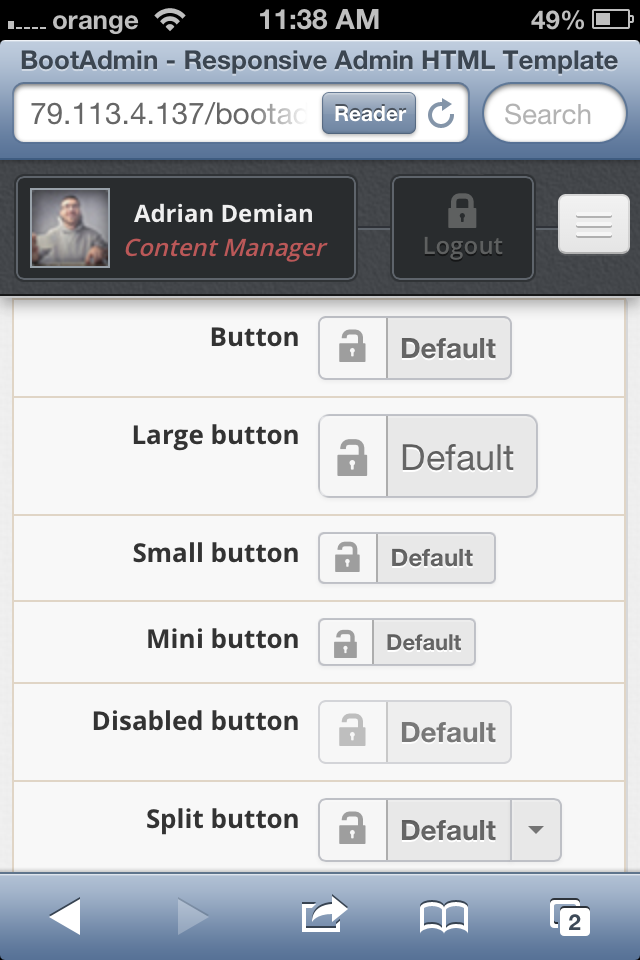 orange 11:38 AM 49%
BootAdmin - Responsive Admin HTML Template
79.113.4.137/bootac Reader Search
Adrian Demian
Content Manager
Logout
Button Default
Large button Default
Small button Default
Mini button Default
Disabled button Default
Split button Default
2